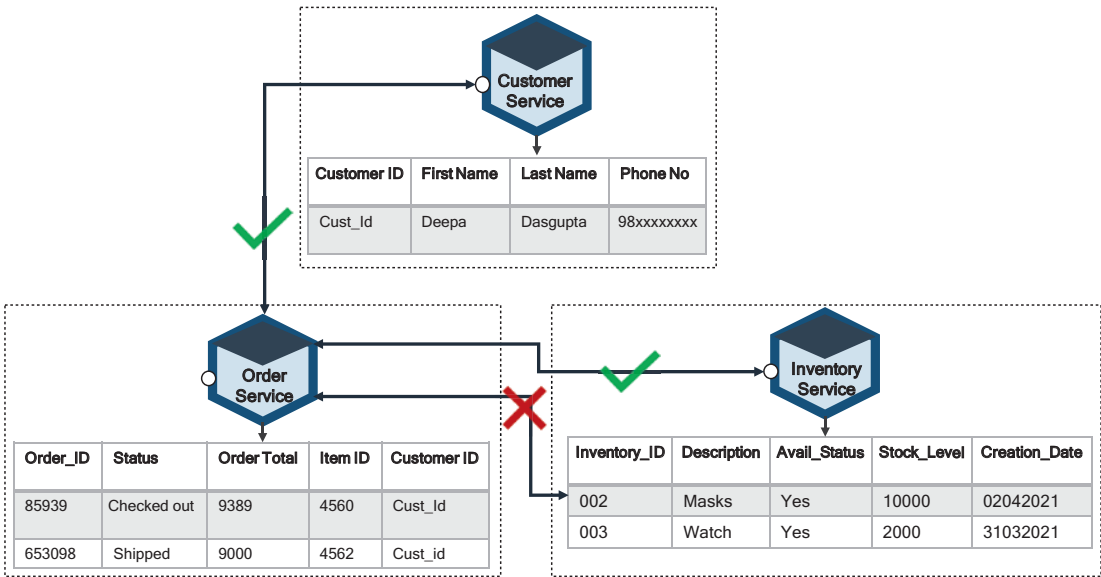 Customer
Service
Customer ID First Name Last Name Phone No
Cust_Id Deepa Dasgupta 98xxxxxxxx
Order
Service
Order_ID Status Order Total Item ID Customer ID
85939 Checked out 9389 4560 Cust_Id
653098 Shipped 9000 4562 Cust_id
Inventory
Service
Inventory_ID Description Avail_Status Stock_Level Creation_Date
002 Masks Yes 10000 02042021
003 Watch Yes 2000 31032021